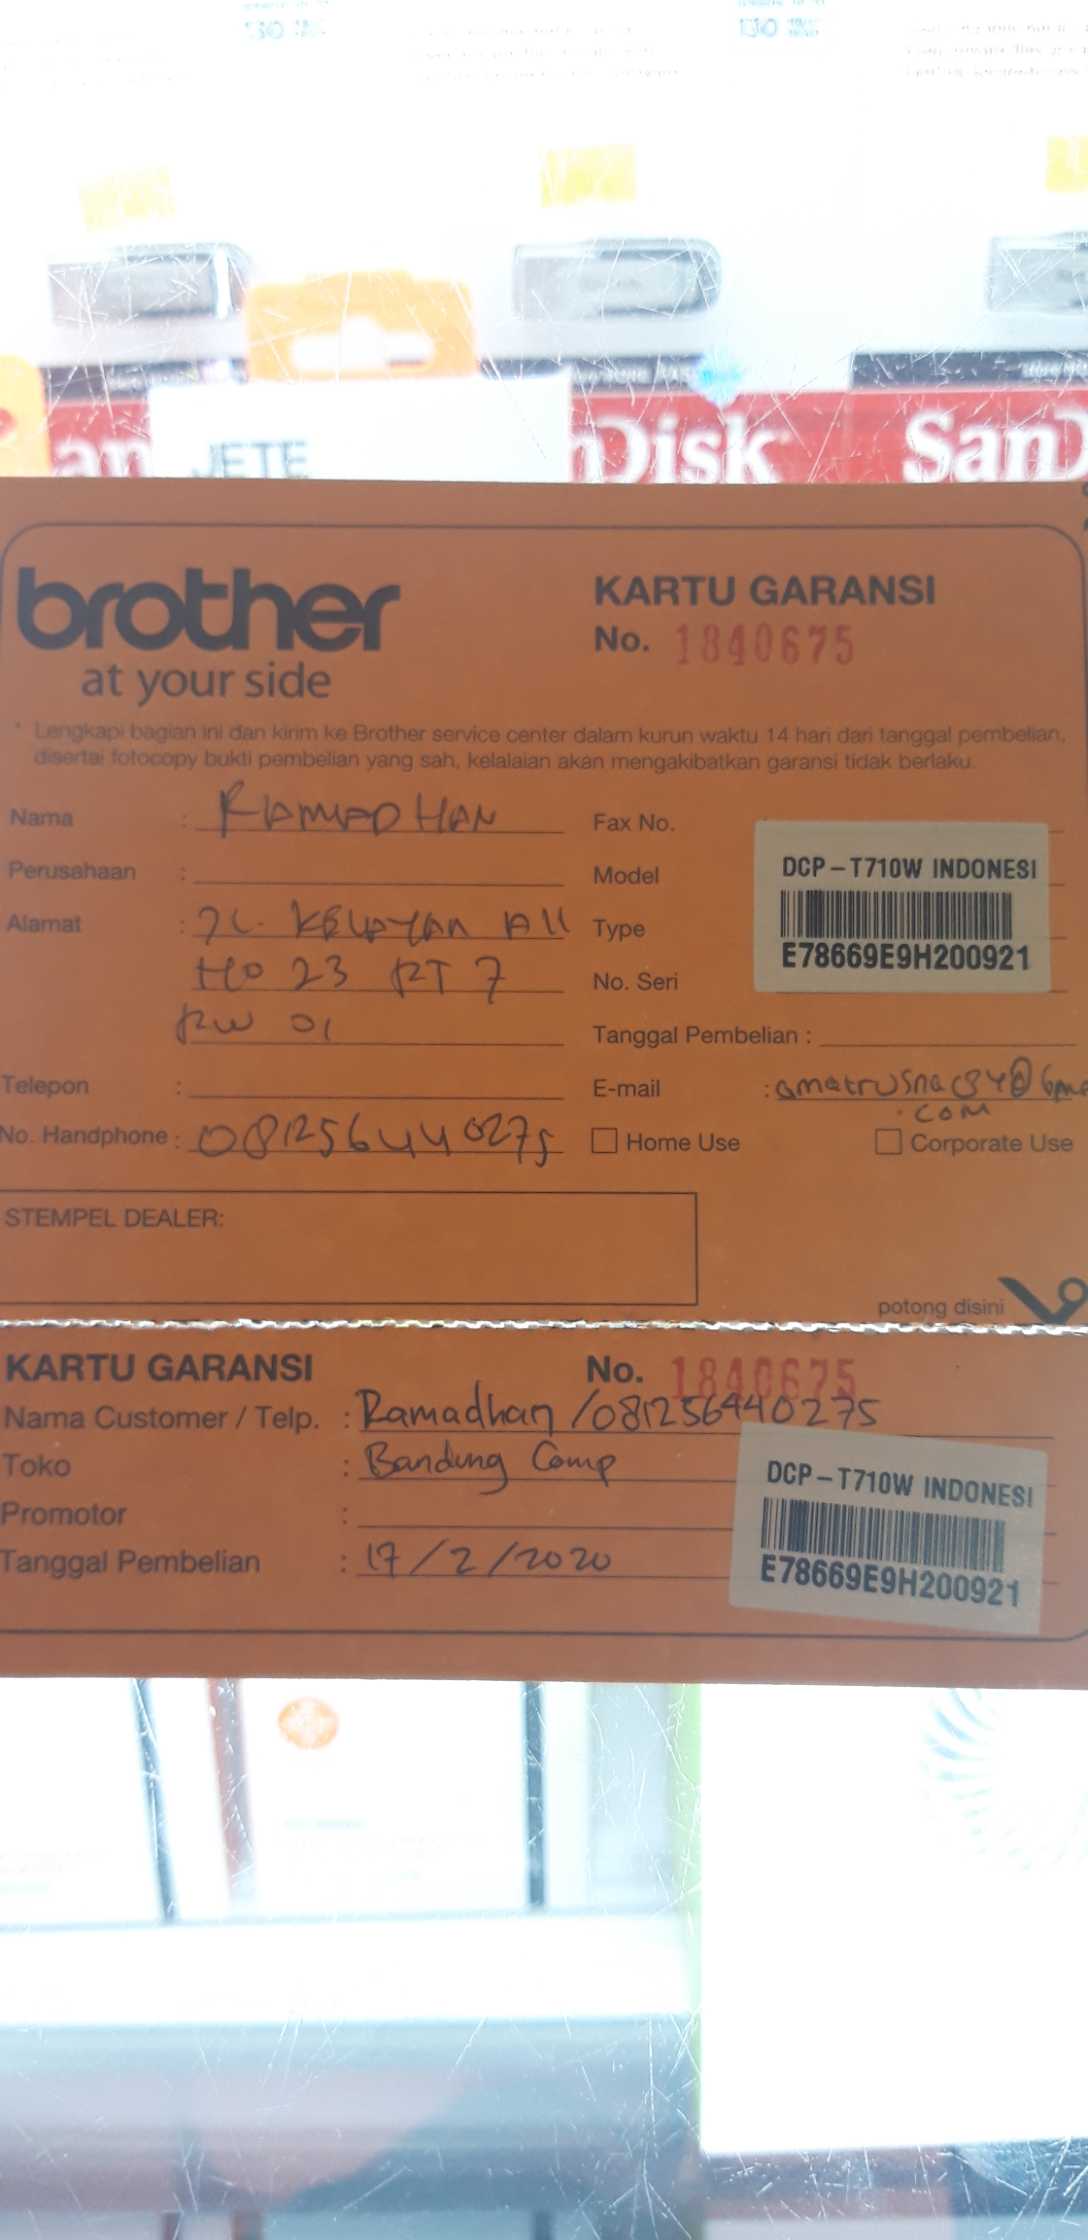 JETE
SanDisk
SanD
brother
at your side
KARTU GARANSI
No. 1840675
* Lengkapi bagian ini dan kirim ke Brother service center dalam kurun waktu 14 hari dari tanggal pembelian,
disertai fotocopy bukti pembelian yang sah, kelalaian akan mengakibatkan garansi tidak berlaku.
Nama : RAMADHAN
Perusahaan :
Alamat : JL. KELAYAN A11
NO 23 RT 7
RW 01
Telepon :
No. Handphone : 081256440275
Fax No.
Model
Type
No. Seri
DCP-T710W INDONESI
E78669E9H200921
Tanggal Pembelian :
E-mail :
.com
Home Use
Corporate Use
STEMPEL DEALER:
potong disini
KARTU GARANSI
No. 1840675
Nama Customer / Telp. : Ramadhan /081256440275
Toko : Bandung Comp
Promotor :
Tanggal Pembelian : 17/2/2020
DCP-T710W INDONESI
E78669E9H200921